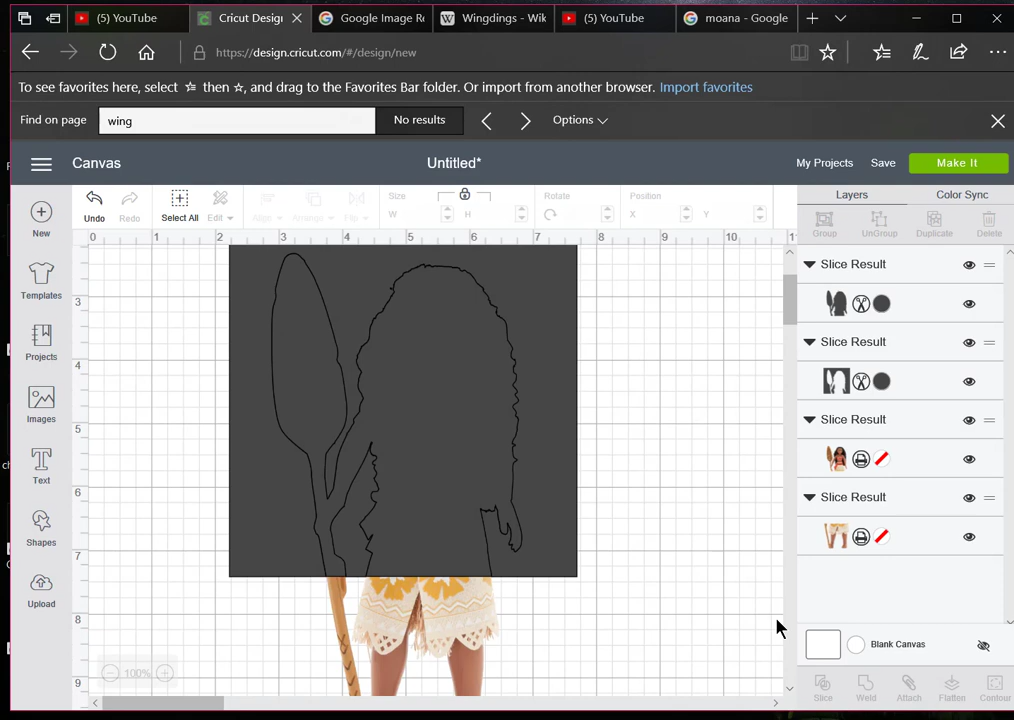 (5) YouTube
Cricut Design
Google Image Re
Wingdings - Wik
(5) YouTube
moana - Google
https://design.cricut.com/#/design/new
To see favorites here, select then , and drag to the Favorites Bar folder. Or import from another browser. Import favorites
Find on page wing No results Options
Canvas Untitled* My Projects Save Make It
Undo Redo Select All Edit Align Arrange Flip Size W H Rotate Position X Y
Layers Color Sync
Group UnGroup Duplicate Delete
0 1 2 3 4 5 6 7 8 9 10 11
3
4
5
6
7
8
9
New
Templates
Projects
Images
Text
Shapes
Upload
100%
Slice Result
Slice Result
Slice Result
Slice Result
Blank Canvas
Slice Weld Attach Flatten Contour